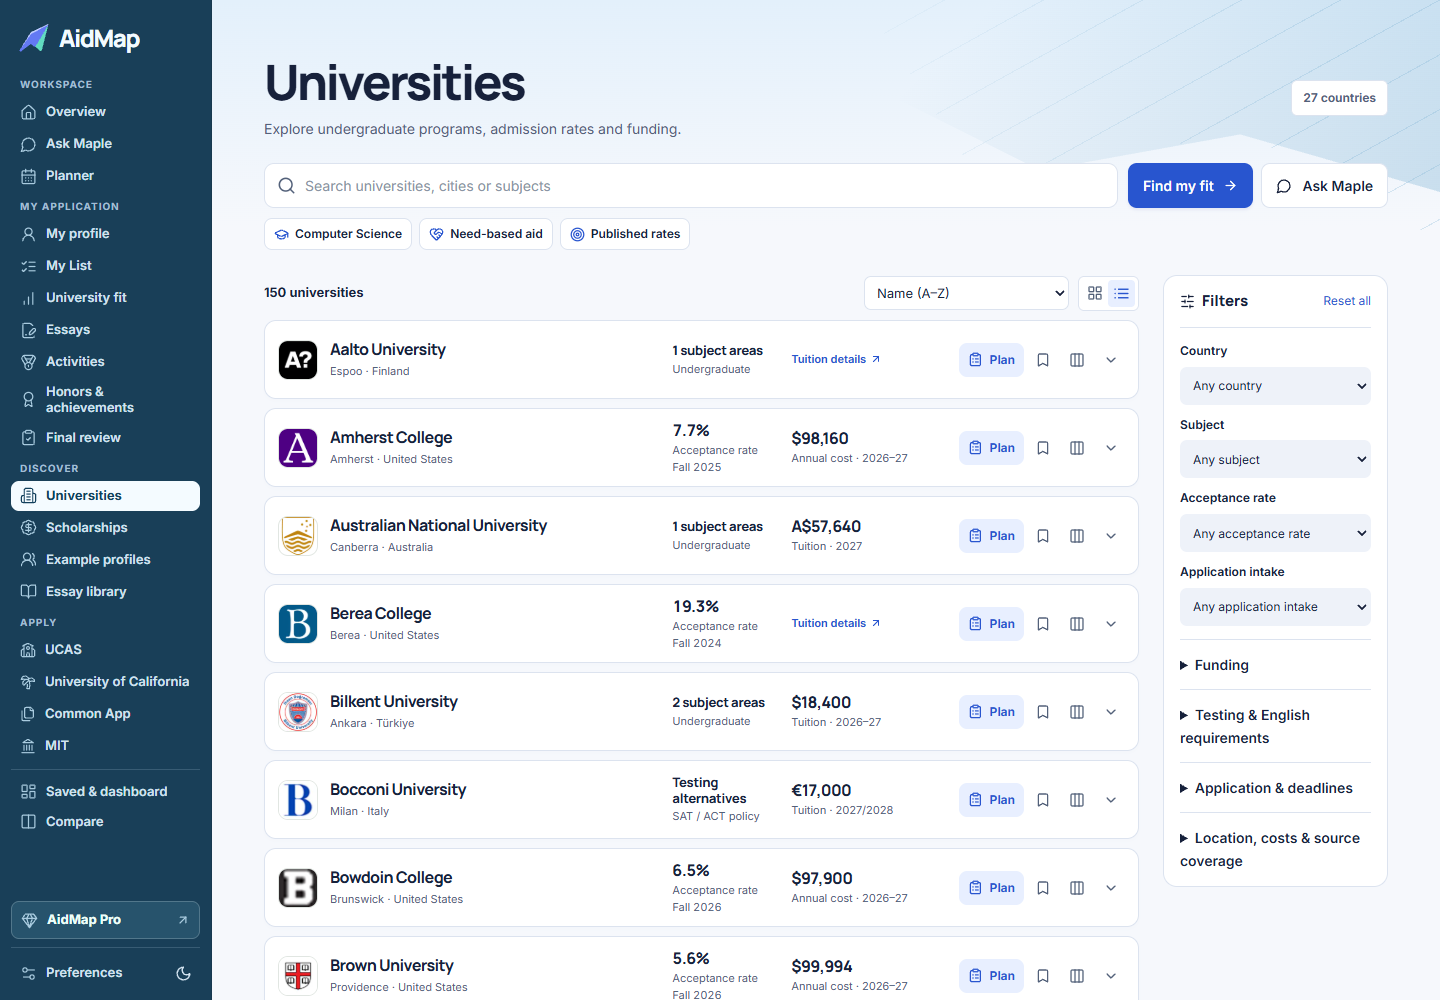 AidMap
WORKSPACE
Overview
Ask Maple
Planner
MY APPLICATION
My profile
My List
University fit
Essays
Activities
Honors &
achievements
Final review
DISCOVER
Universities
Scholarships
Example profiles
Essay library
APPLY
UCAS
University of California
Common App
MIT
Saved & dashboard
Compare
AidMap Pro
Preferences
Universities
Explore undergraduate programs, admission rates and funding.
27 countries
Search universities, cities or subjects
Find my fit
Ask Maple
Computer Science
Need-based aid
Published rates
150 universities
Name (A–Z)
A?
Aalto University
Espoo · Finland
1 subject areas
Undergraduate
Tuition details
Plan
A
Amherst College
Amherst · United States
7.7%
Acceptance rate
Fall 2025
$98,160
Annual cost · 2026–27
Plan
Australian National University
Canberra · Australia
1 subject areas
Undergraduate
A$57,640
Tuition · 2027
Plan
B
Berea College
Berea · United States
19.3%
Acceptance rate
Fall 2024
Tuition details
Plan
Bilkent University
Ankara · Türkiye
2 subject areas
Undergraduate
$18,400
Tuition · 2026–27
Plan
B
Bocconi University
Milan · Italy
Testing
alternatives
SAT / ACT policy
€17,000
Tuition · 2027/2028
Plan
B
Bowdoin College
Brunswick · United States
6.5%
Acceptance rate
Fall 2026
$97,900
Annual cost · 2026–27
Plan
Brown University
Providence · United States
5.6%
Acceptance rate
Fall 2026
$99,994
Annual cost · 2026–27
Plan
Filters
Reset all
Country
Any country
Subject
Any subject
Acceptance rate
Any acceptance rate
Application intake
Any application intake
Funding
Testing & English
requirements
Application & deadlines
Location, costs & source
coverage